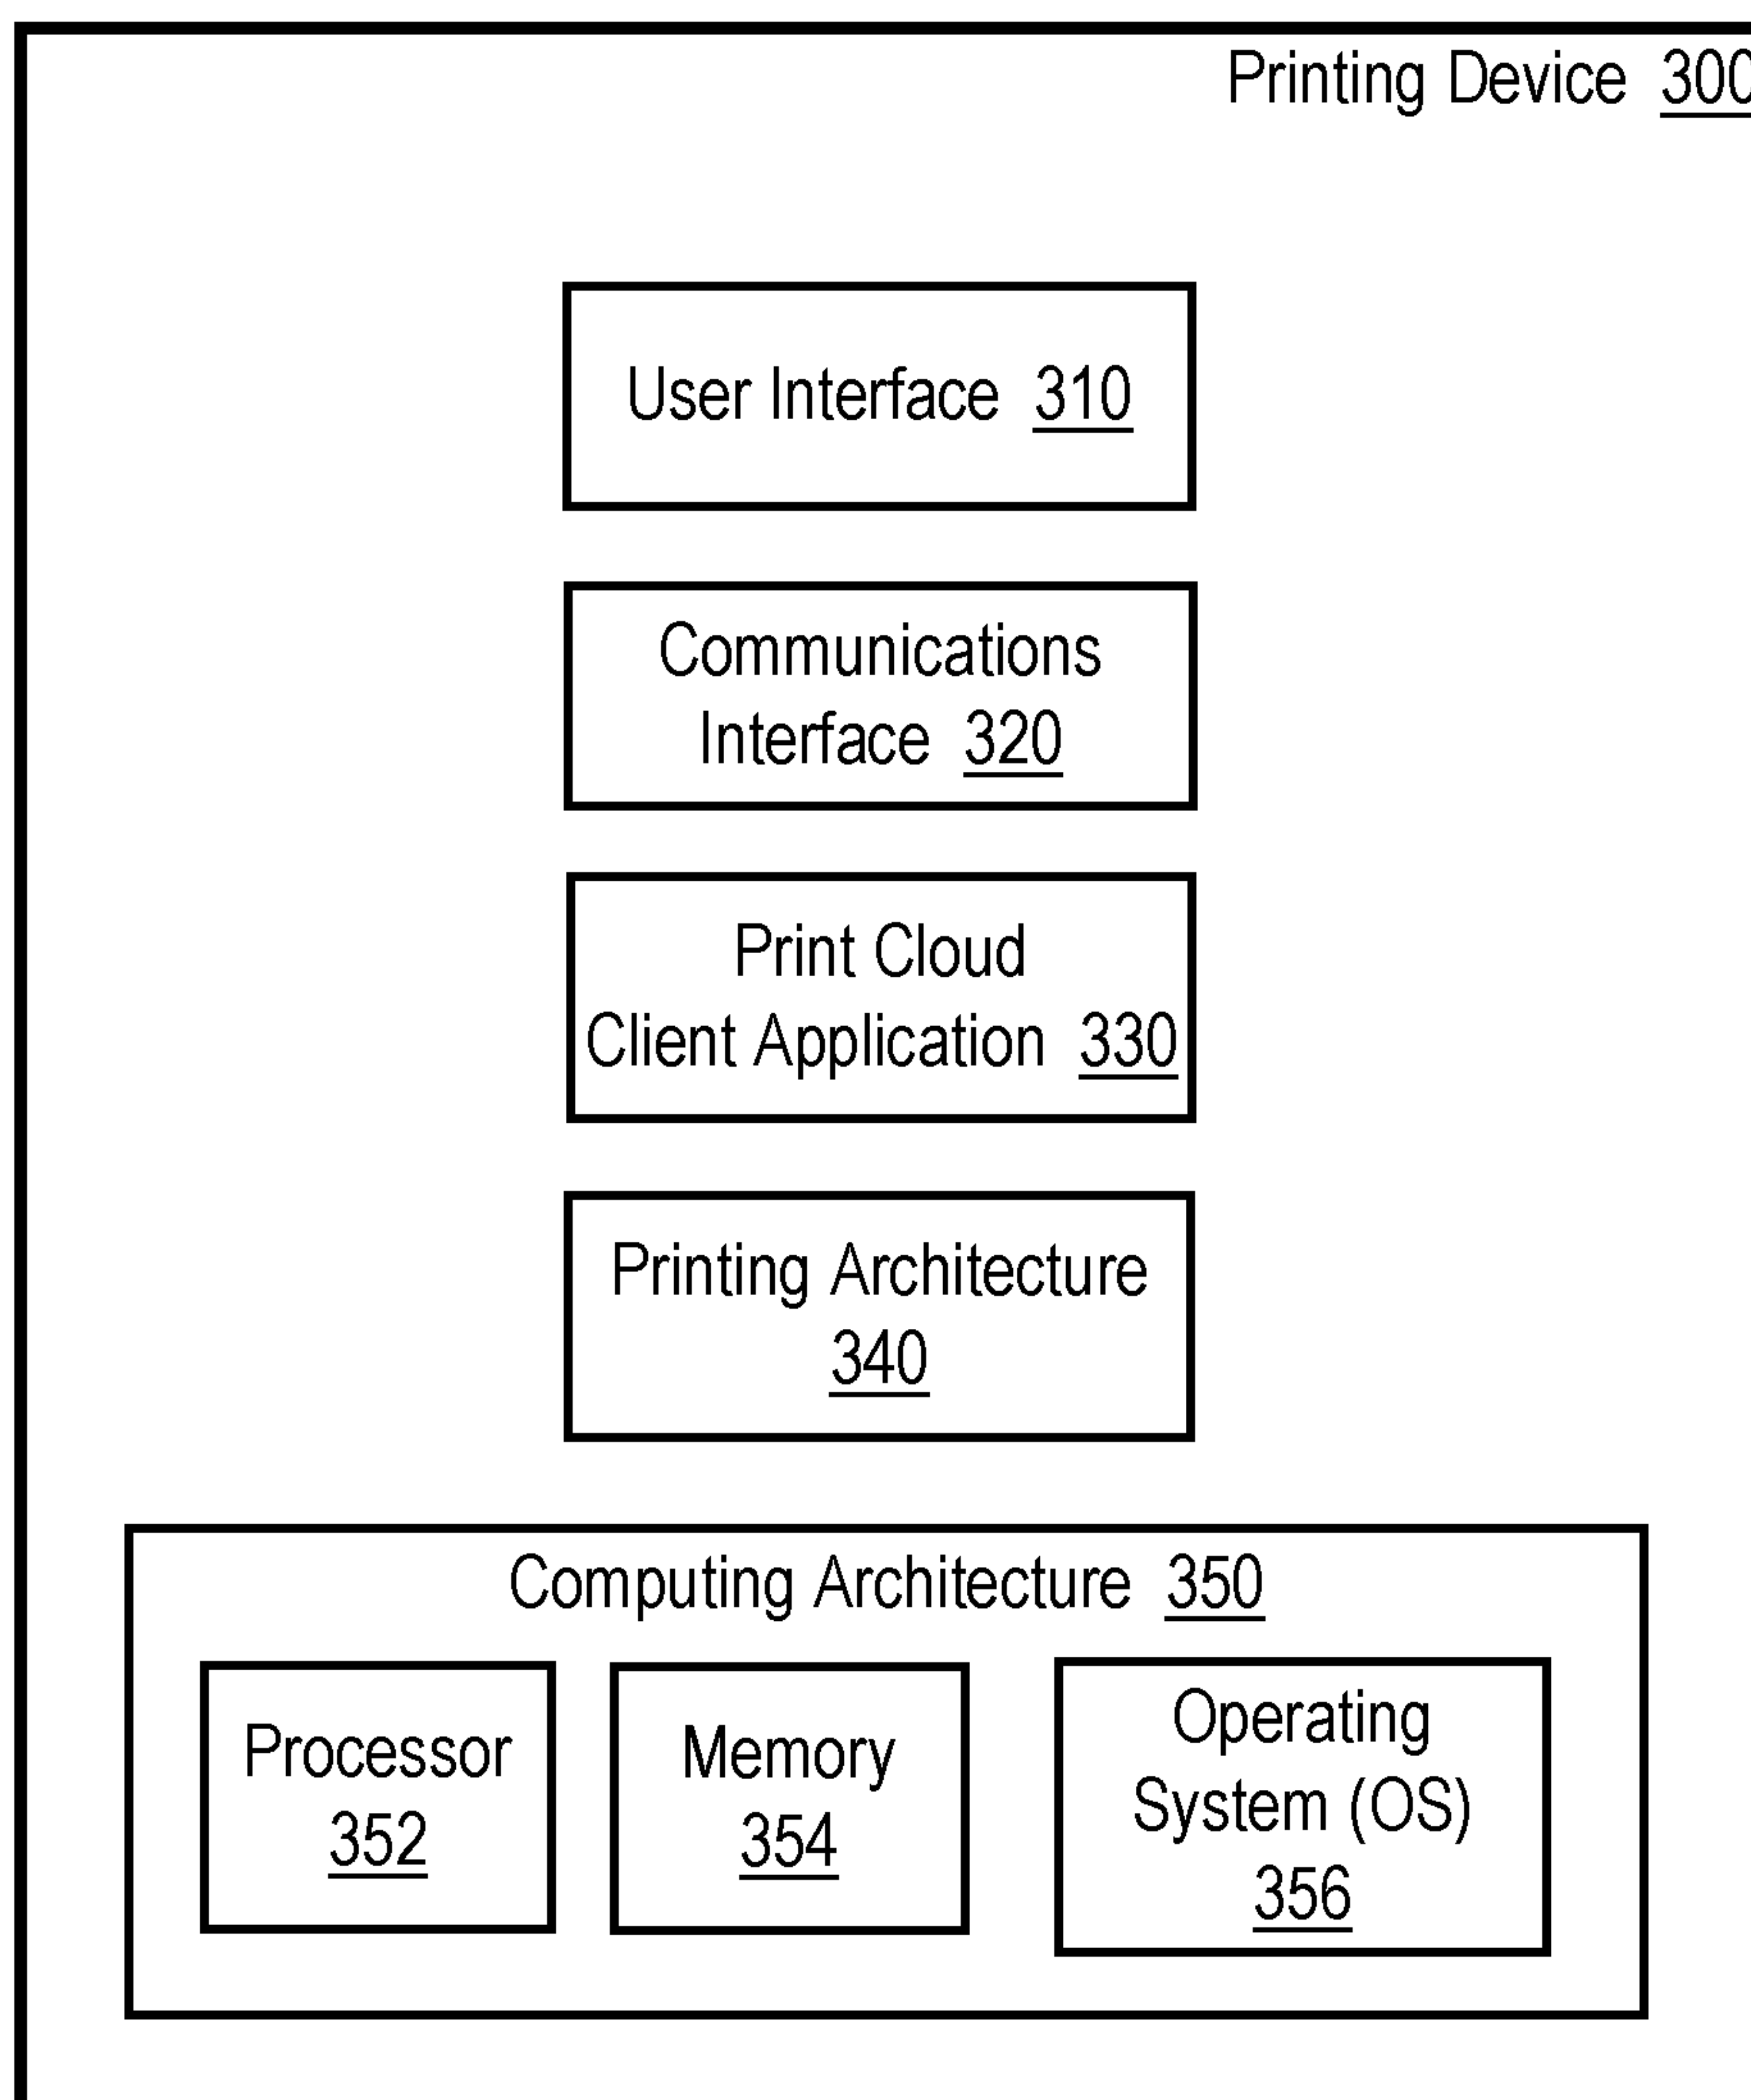 Printing Device 300
User Interface 310
Communications
Interface 320
Print Cloud
Client Application 330
Printing Architecture
340
Computing Architecture 350
Processor
352
Memory
354
Operating
System (OS)
356